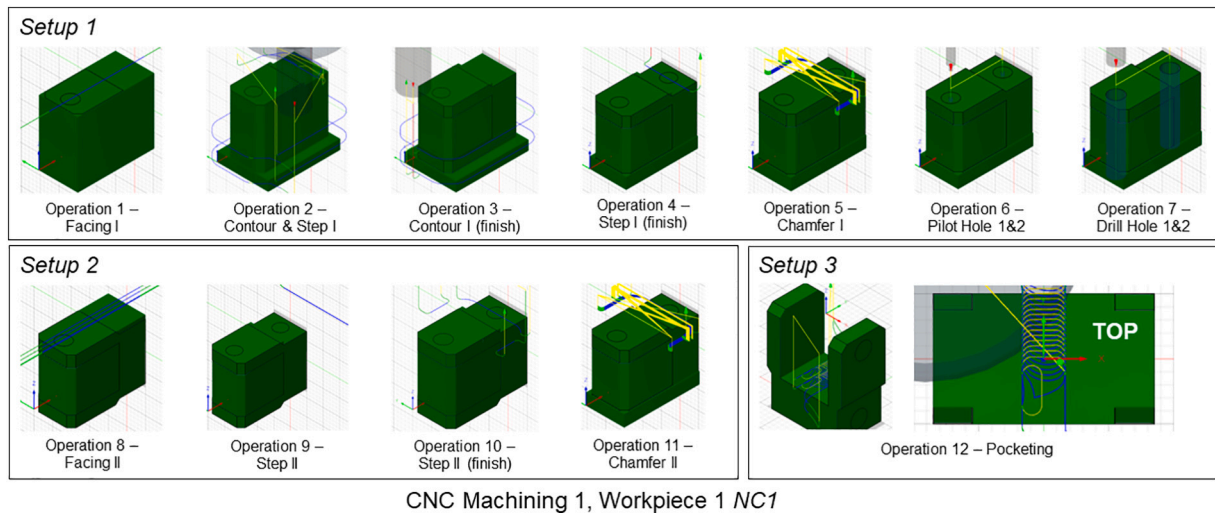 Setup 1
Operation 1 –
Facing I
Operation 2 –
Contour & Step I
Operation 3 –
Contour I (finish)
Operation 4 –
Step I (finish)
Operation 5 –
Chamfer I
Operation 6 –
Pilot Hole 1&2
Operation 7 –
Drill Hole 1&2
Setup 2
Operation 8 –
Facing II
Operation 9 –
Step II
Operation 10 –
Step II (finish)
Operation 11 –
Chamfer II
Setup 3
TOP
X
Operation 12 – Pocketing
CNC Machining 1, Workpiece 1 NC1